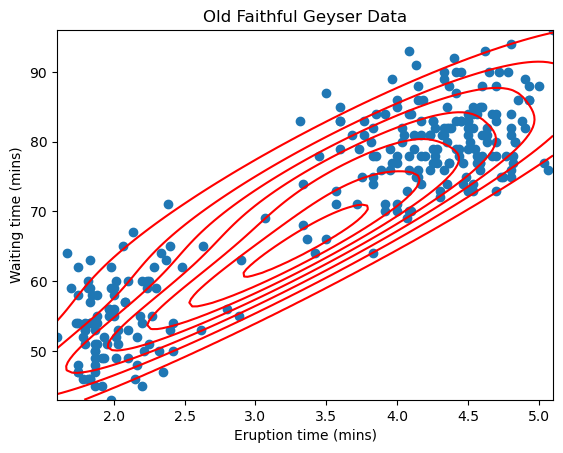 Old Faithful Geyser Data
90
80
70
60
50
Waiting time (mins)
2.0 2.5 3.0 3.5 4.0 4.5 5.0
Eruption time (mins)